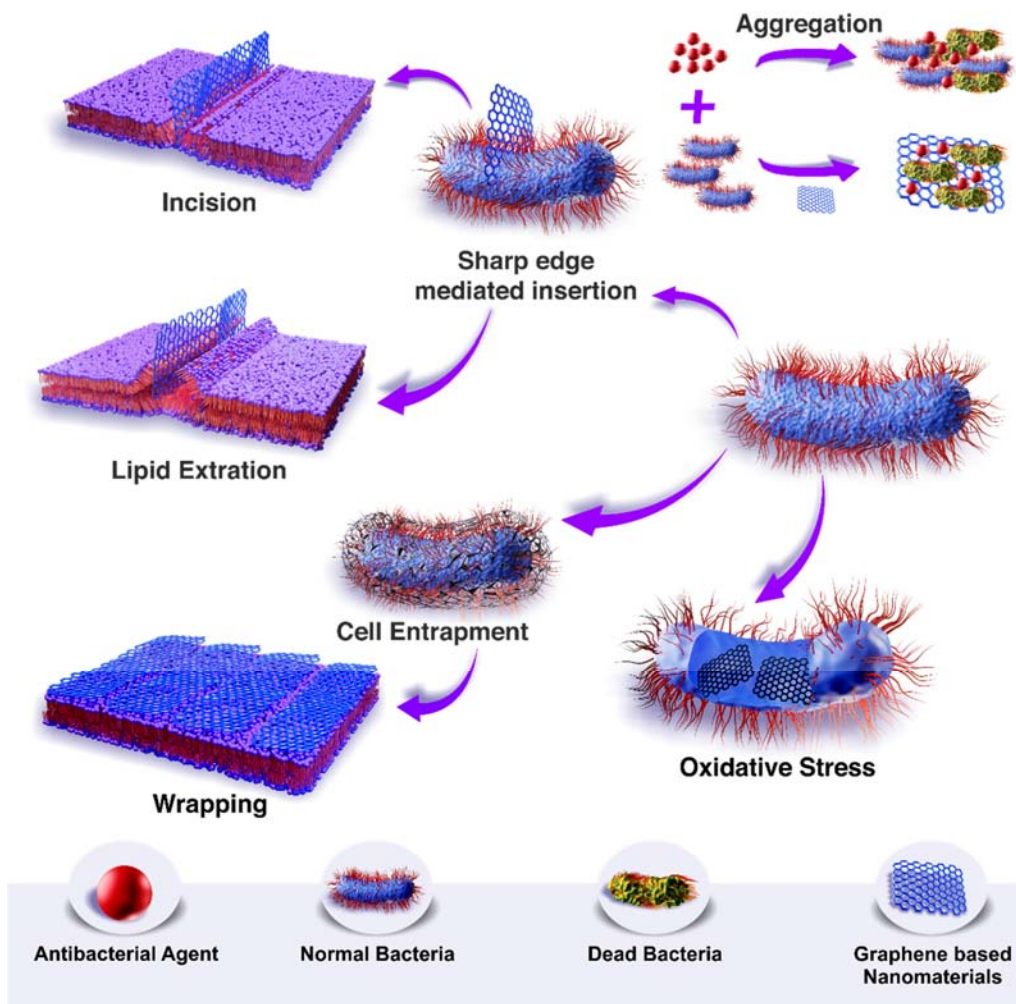 Aggregation
Incision
Sharp edge
mediated insertion
Lipid Extration
Cell Entrapment
Wrapping
Oxidative Stress
Antibacterial Agent
Normal Bacteria
Dead Bacteria
Graphene based
Nanomaterials